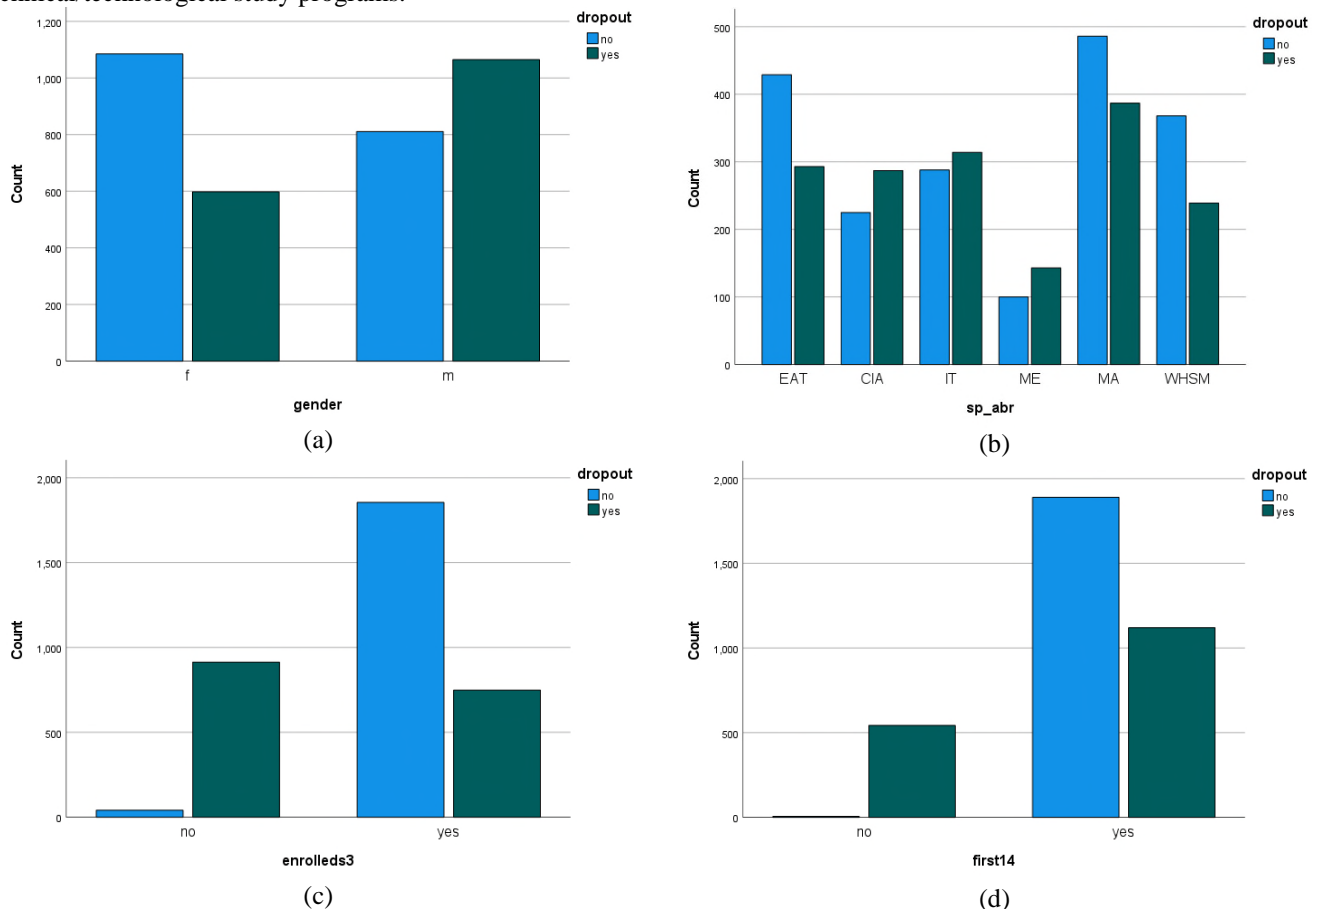 study programs.
dropout
no
yes
1,200
1,000
800
600
400
200
0
Count
f
m
gender
(a)
dropout
no
yes
500
400
300
200
100
0
Count
EAT
CIA
IT
ME
MA
WHSM
sp_abr
(b)
dropout
no
yes
2,000
1,500
1,000
500
0
Count
no
yes
enrolleds3
(c)
dropout
no
yes
2,000
1,500
1,000
500
0
Count
no
yes
first14
(d)